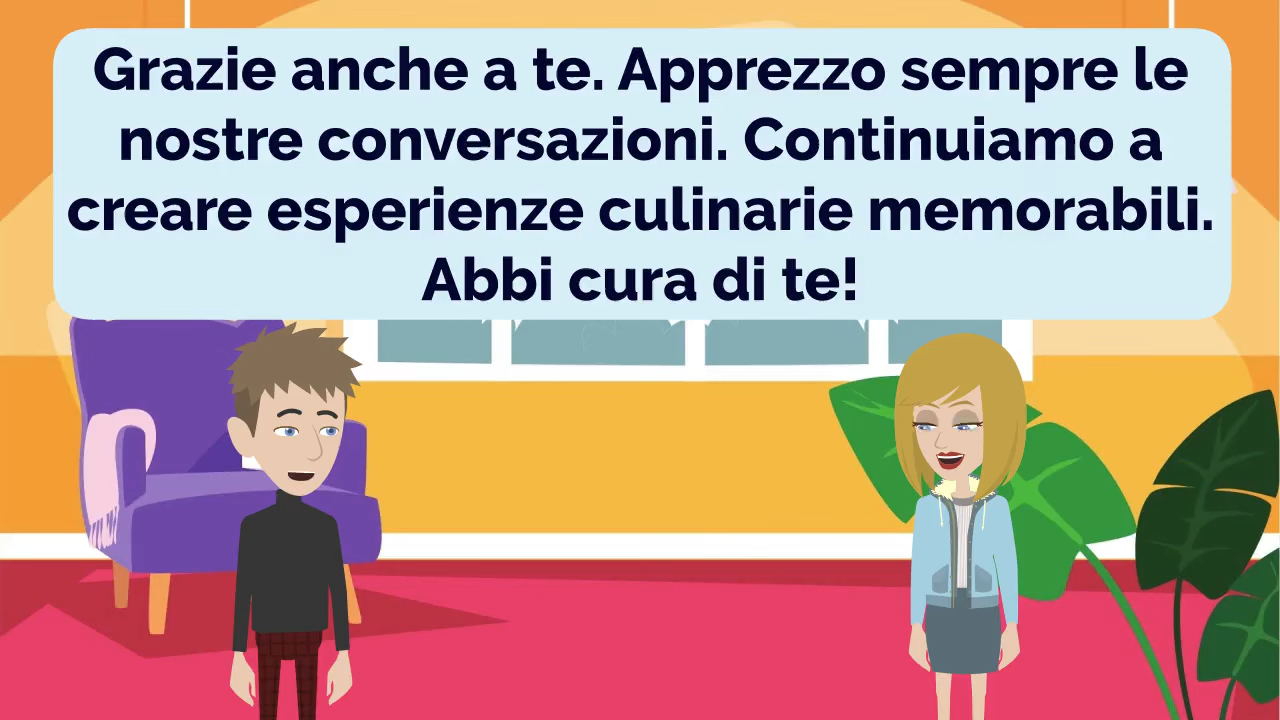 Grazie anche a te. Apprezzo sempre le
nostre conversazioni. Continuiamo a
creare esperienze culinarie memorabili.
Abbi cura di te!